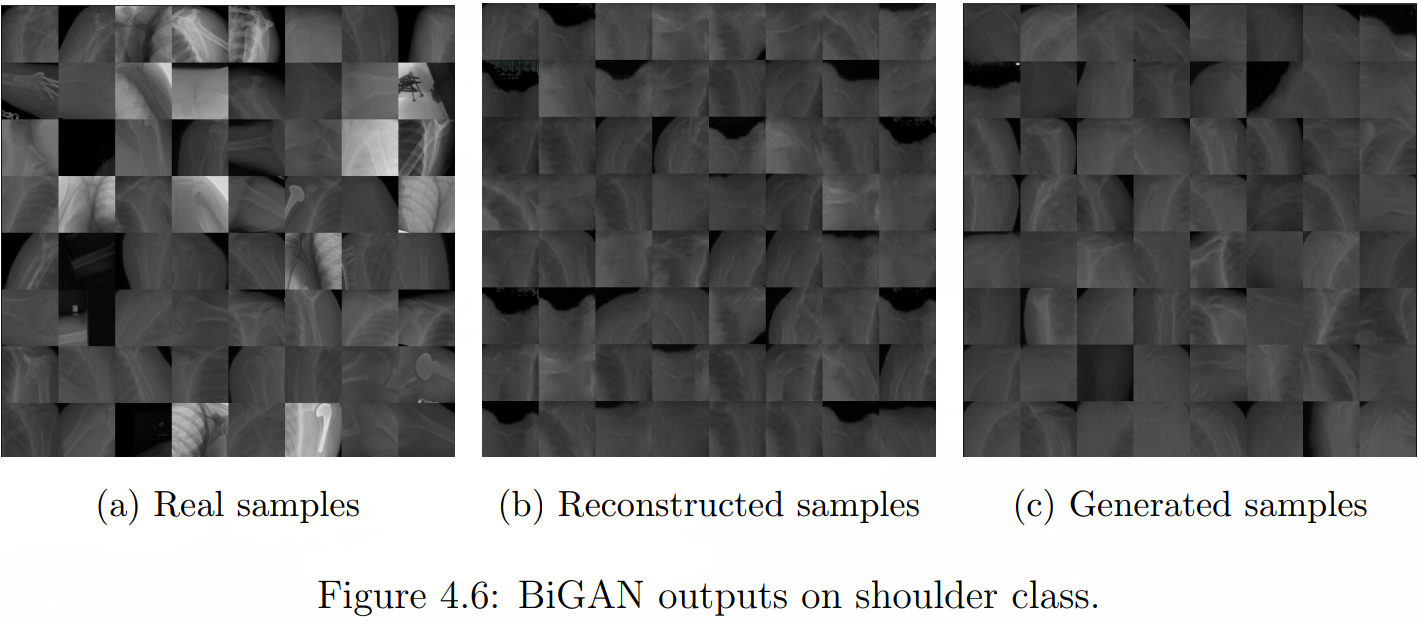 (a) Real samples
(b) Reconstructed samples
(c) Generated samples
Figure 4.6: BiGAN outputs on shoulder class.